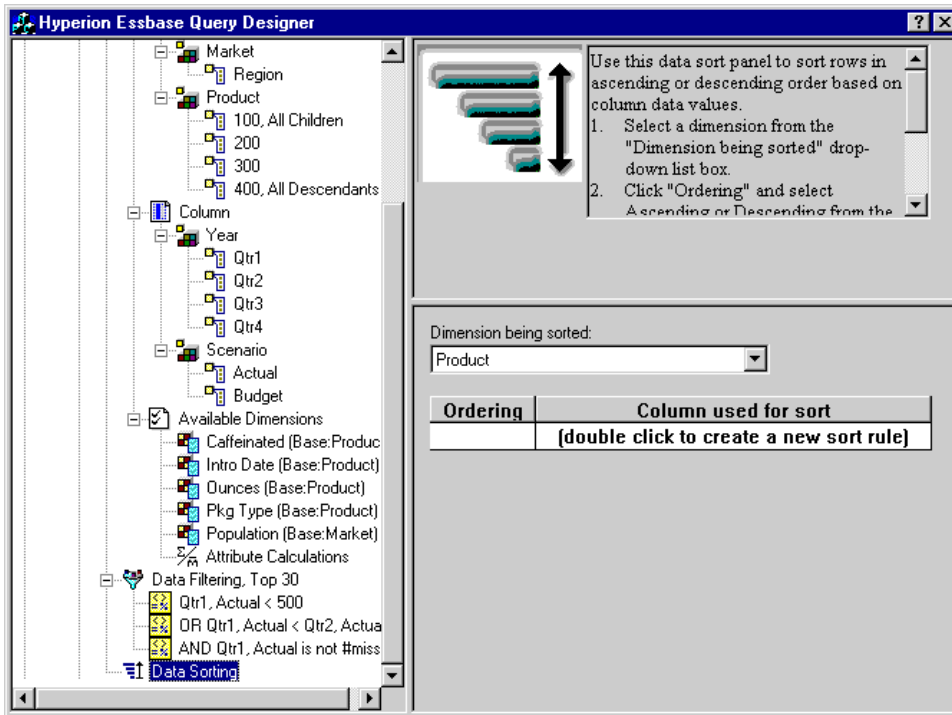 Hyperion Essbase Query Designer
Market
Region
Product
100, All Children
200
300
400, All Descendants
Column
Year
Qtr1
Qtr2
Qtr3
Qtr4
Scenario
Actual
Budget
Available Dimensions
Caffeinated (Base:Produc
Intro Date (Base:Product)
Ounces (Base:Product)
Pkg Type (Base:Product)
Population (Base:Market)
Attribute Calculations
Data Filtering, Top 30
Qtr1, Actual < 500
OR Qtr1, Actual < Qtr2, Actua
AND Qtr1, Actual is not #miss
Data Sorting
Use this data sort panel to sort rows in
ascending or descending order based on
column data values.
1. Select a dimension from the
"Dimension being sorted" drop-
down list box.
2. Click "Ordering" and select
Ascending or Descending from the
Dimension being sorted:
Product
Ordering Column used for sort
(double click to create a new sort rule)